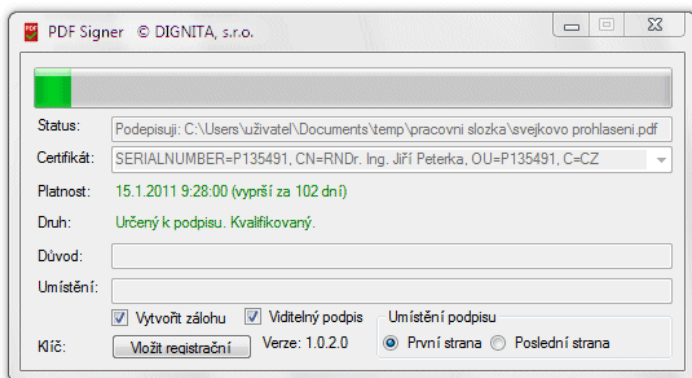 PDF Signer © DIGNITA, s.r.o.
Status: Podepisuji: C:\Users\uživatel\Documents\temp\pracovni slozka\svejkovo prohlaseni.pdf
Certifikát: SERIALNUMBER=P135491, CN=RNDr. Ing. Jiří Peterka, OU=P135491, C=CZ
Platnost: 15.1.2011 9:28:00 (vyprší za 102 dní)
Druh: Určený k podpisu. Kvalifikovaný.
Důvod:
Umístění:
Vytvořit zálohu Viditelný podpis Umístění podpisu
Klíč: Vložit registrační Verze: 1.0.2.0 První strana Poslední strana